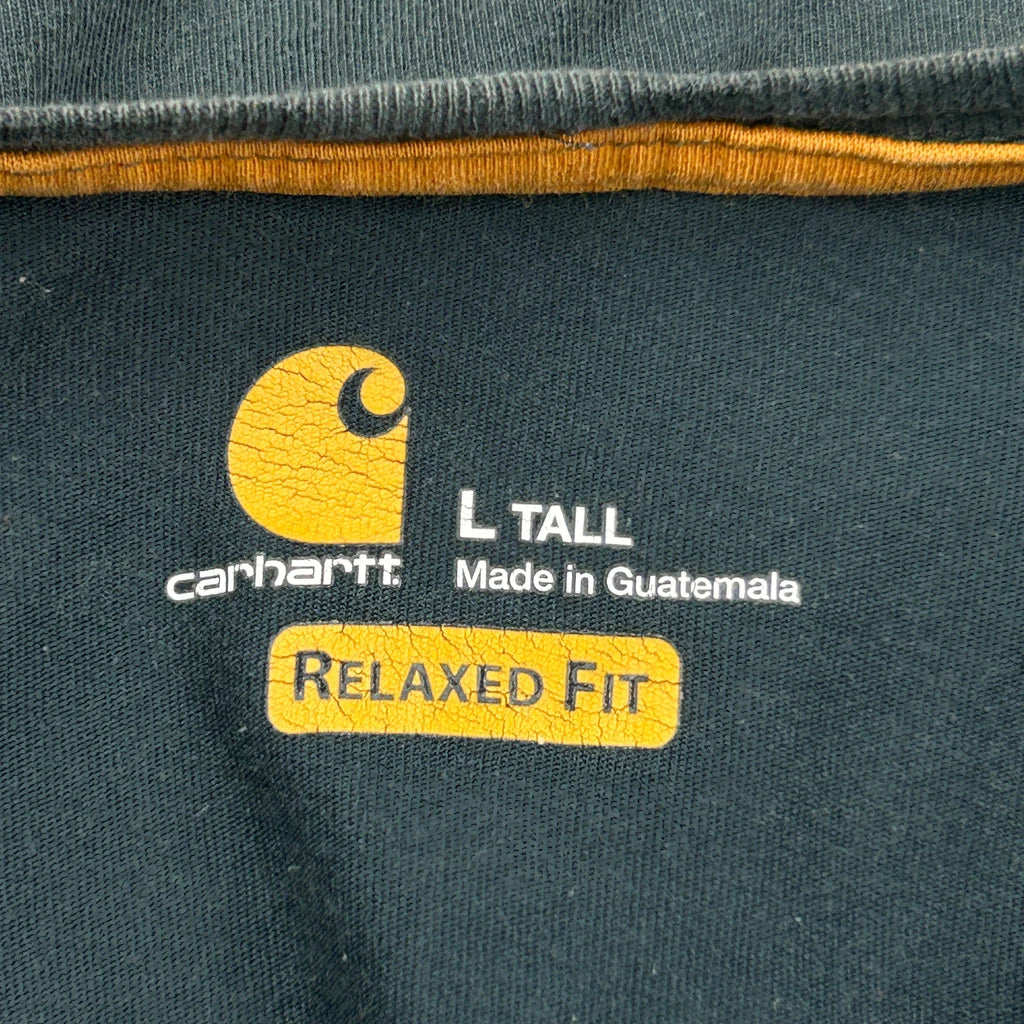 carhartt
L TALL
Made in Guatemala
RELAXED FIT